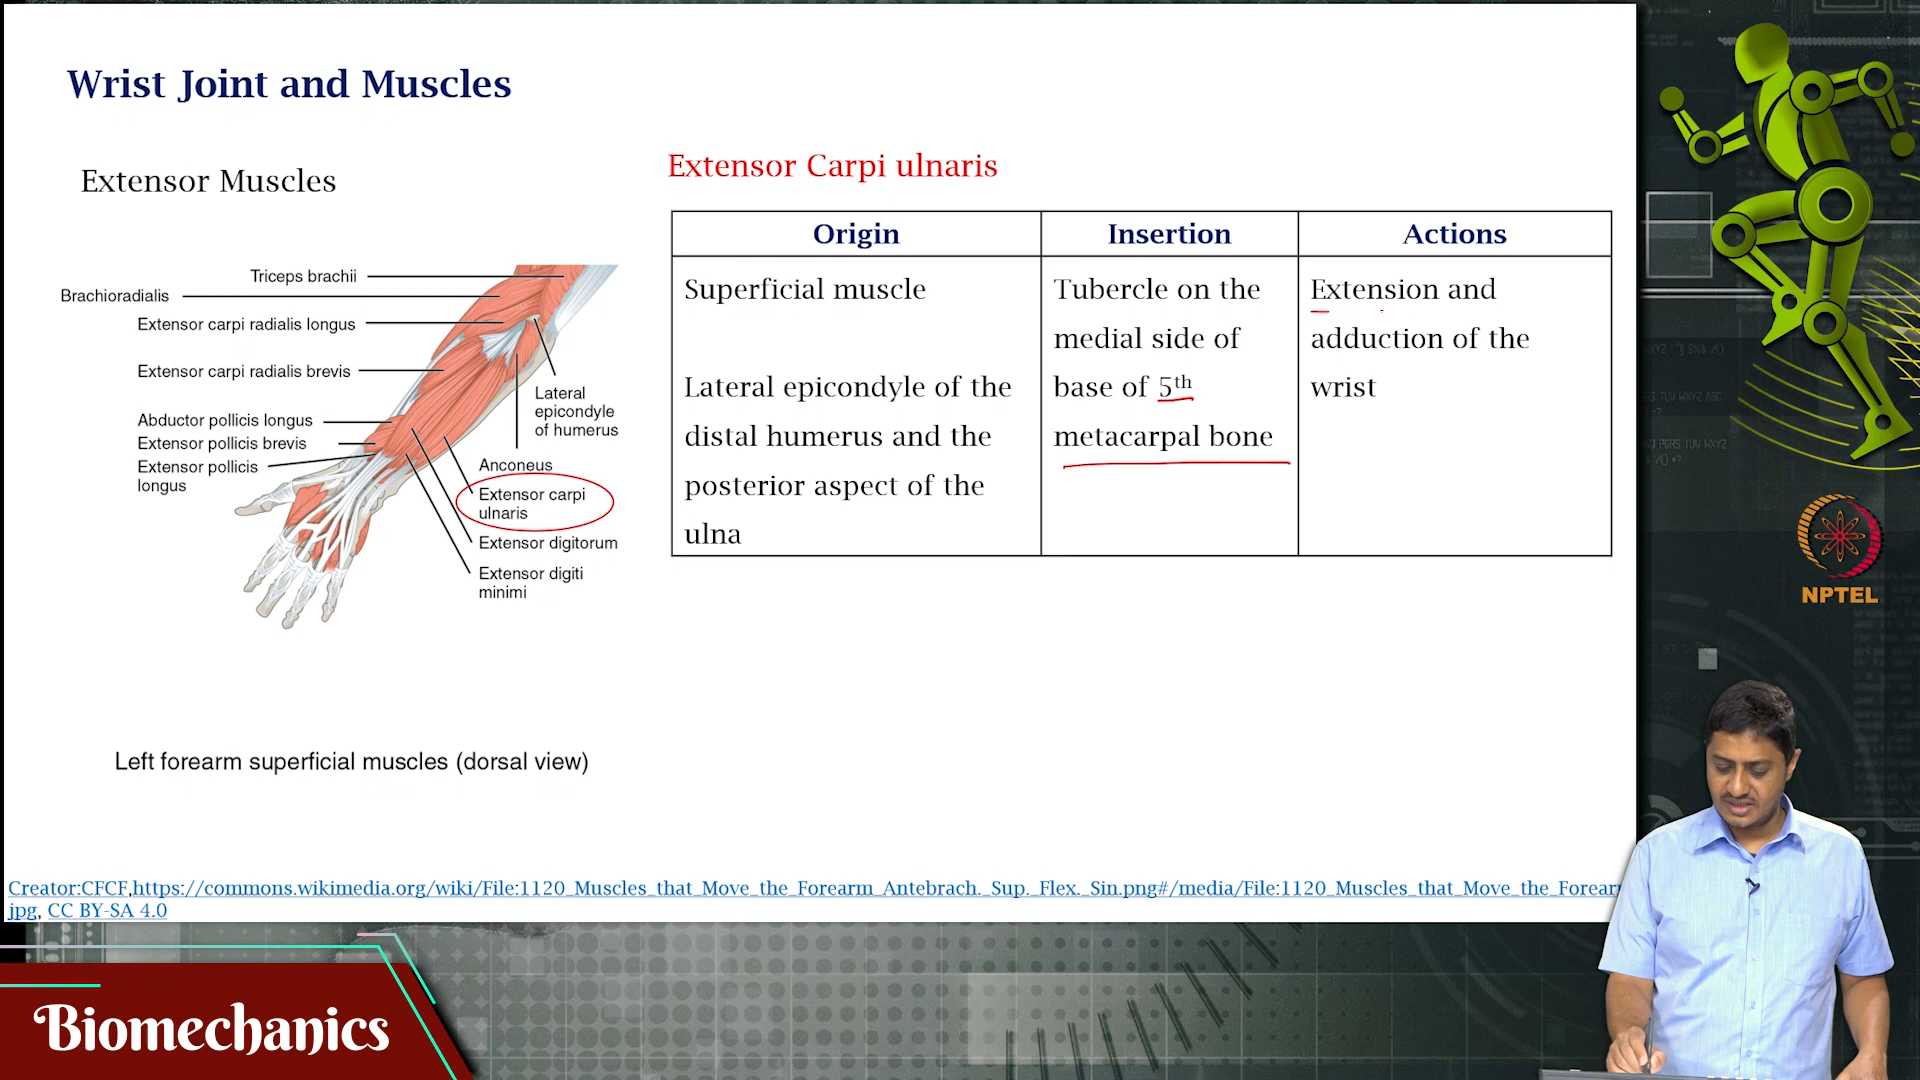 Wrist Joint and Muscles
Extensor Muscles
Extensor Carpi ulnaris
Origin
Insertion
Actions
Superficial muscle
Lateral epicondyle of the
distal humerus and the
posterior aspect of the
ulna
Tubercle on the
medial side of
base of 5th
metacarpal bone
Extension and
adduction of the
wrist
Triceps brachii
Brachioradialis
Extensor carpi radialis longus
Extensor carpi radialis brevis
Abductor pollicis longus
Extensor pollicis brevis
Extensor pollicis
longus
Lateral
epicondyle
of humerus
Anconeus
Extensor carpi
ulnaris
Extensor digitorum
Extensor digiti
minimi
Left forearm superficial muscles (dorsal view)
Creator:CFCF,https://commons.wikimedia.org/wiki/File:1120_Muscles_that_Move_the_Forearm_Antebrach._Sup._Flex._Sin.png#/media/File:1120_Muscles_that_Move_the_Forear
jpg, CC BY-SA 4.0
NPTEL
Biomechanics